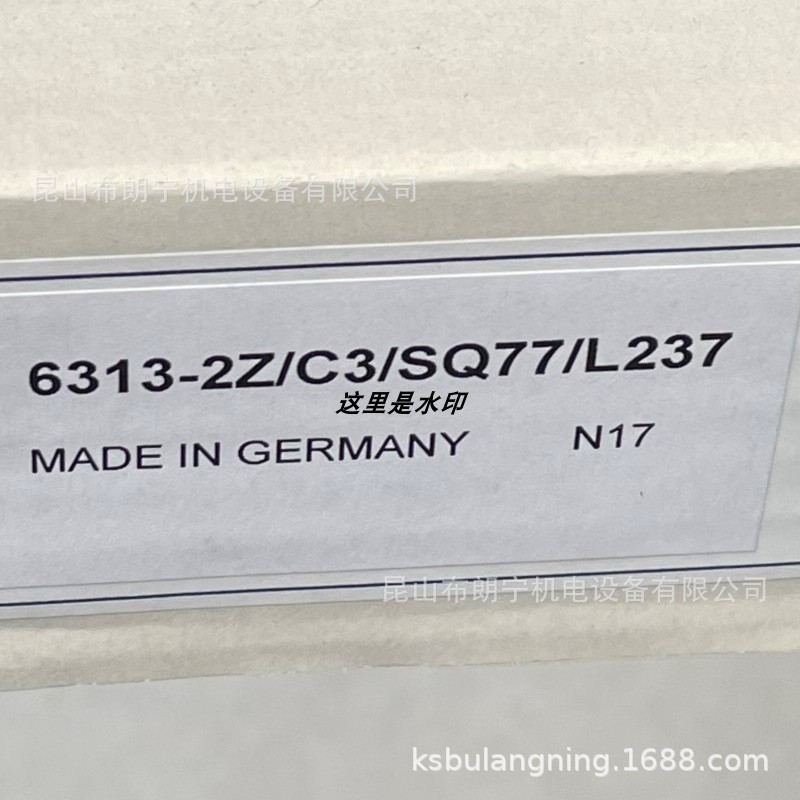 昆山布朗宁机电设备有限公司
6313-2Z/C3/SQ77/L237
这里是水印
MADE IN GERMANY N17
昆山布朗宁机电设备有限公司
ksbulangning.1688.com